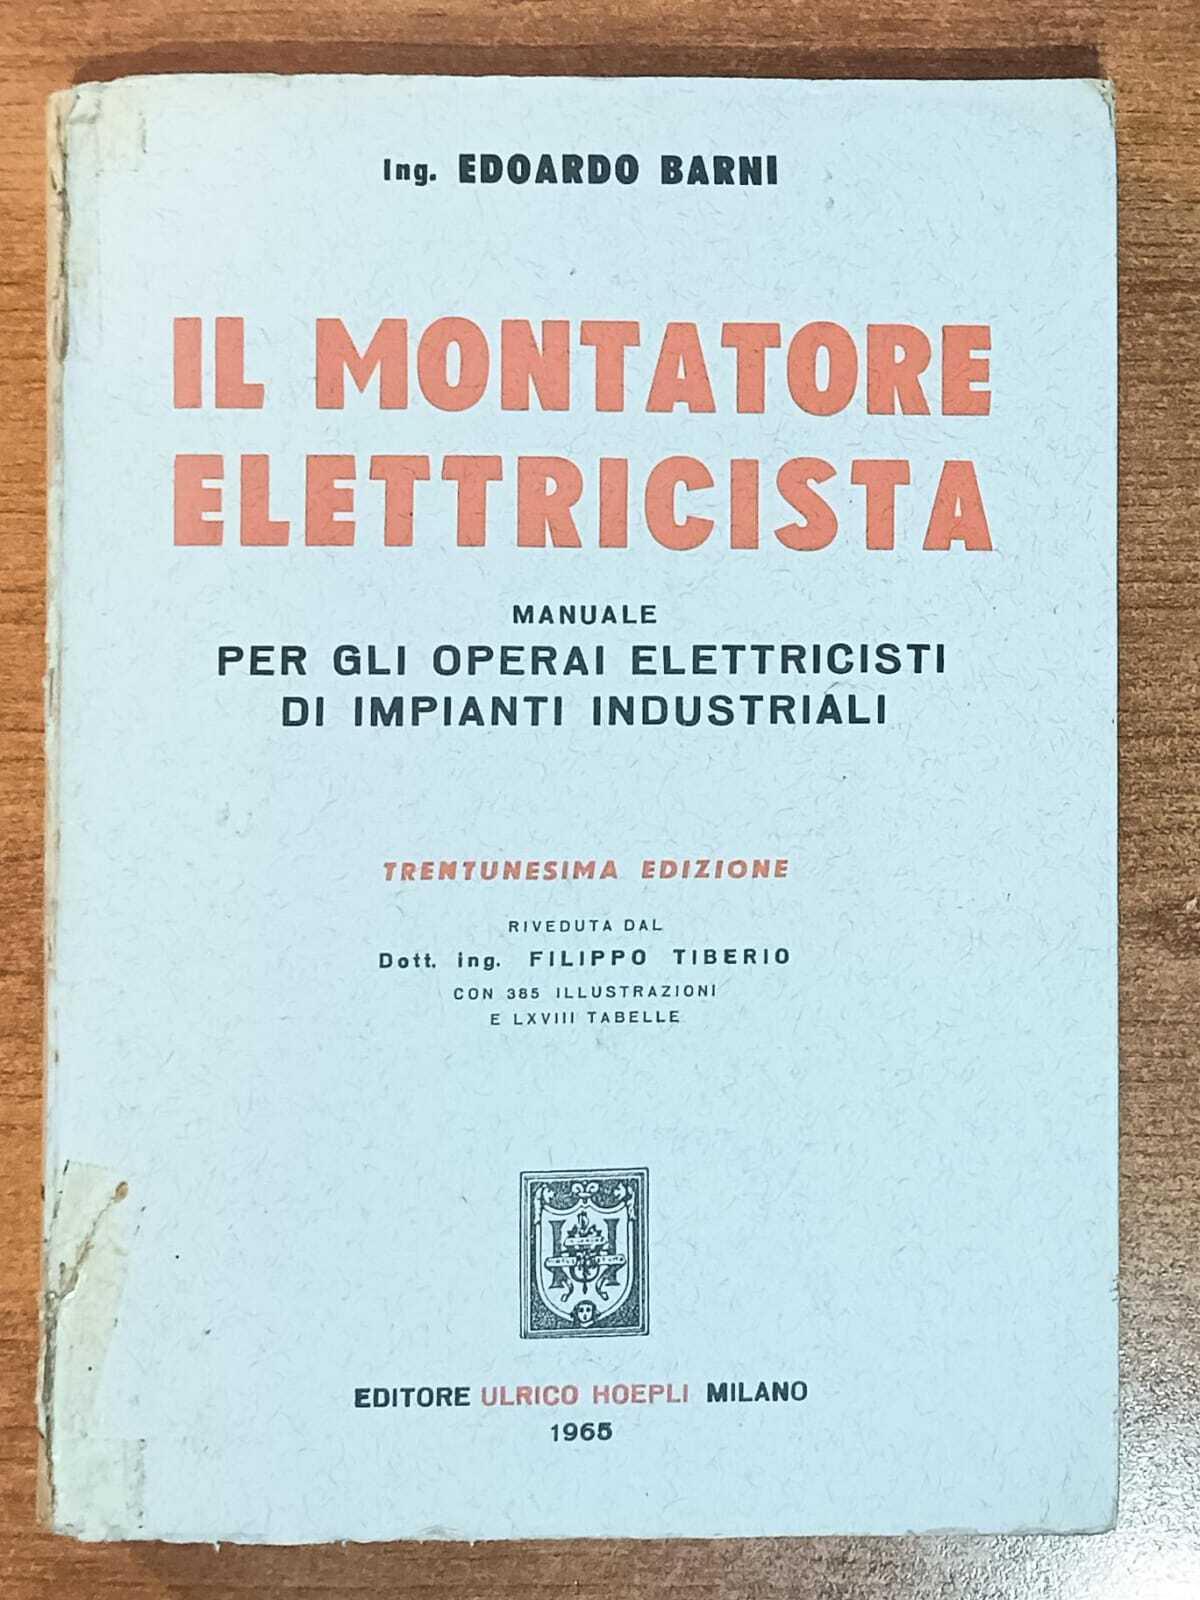 Ing. EDOARDO BARNI
IL MONTATORE
ELETTRICISTA
MANUALE
PER GLI OPERAI ELETTRICISTI
DI IMPIANTI INDUSTRIALI
TRENTUNESIMA EDIZIONE
RIVEDUTA DAL
Dott. ing. FILIPPO TIBERIO
CON 385 ILLUSTRAZIONI
E LXVIII TABELLE
EDITORE ULRICO HOEPLI MILANO
1965